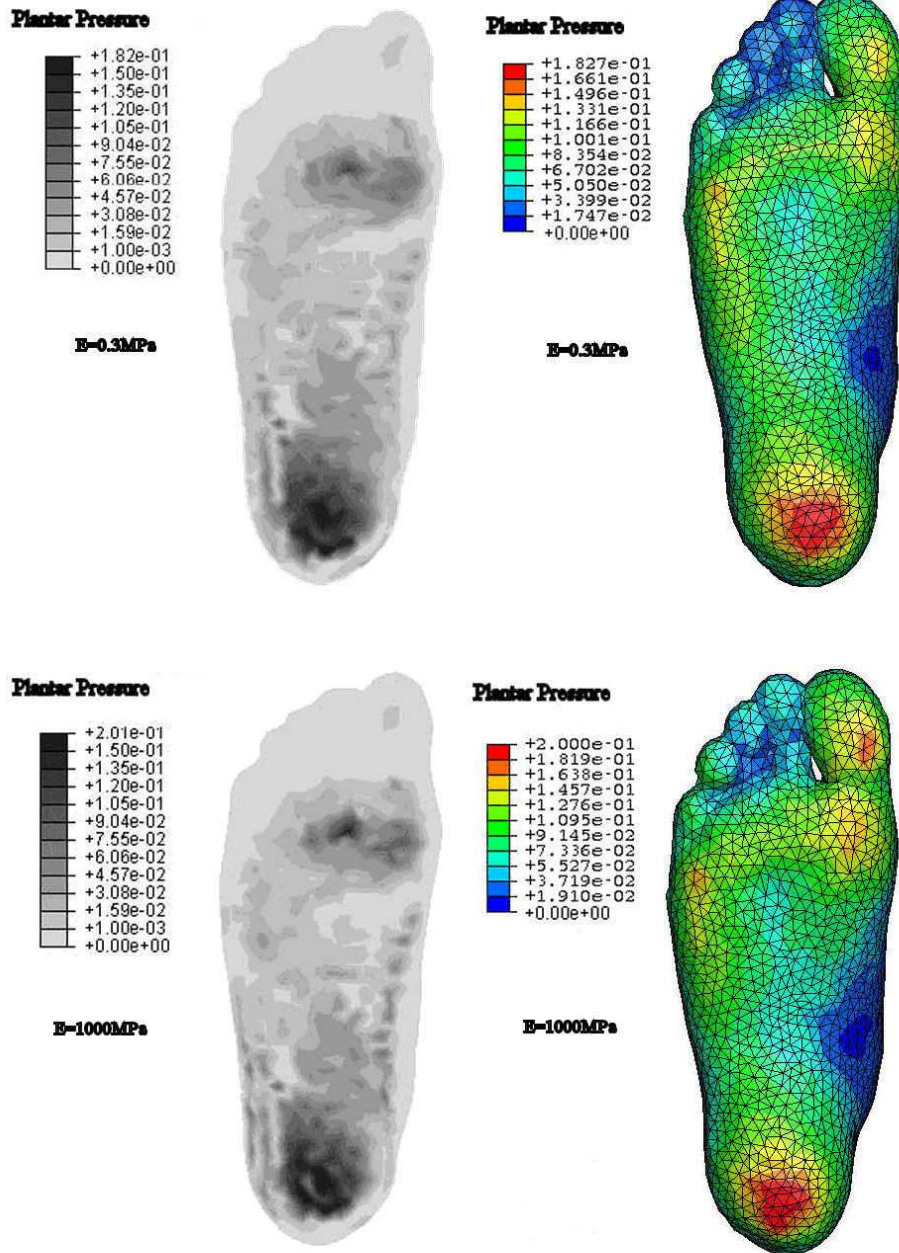 Plantar Pressure
+1.82e-01
+1.50e-01
+1.35e-01
+1.20e-01
+1.05e-01
+9.04e-02
+7.55e-02
+6.06e-02
+4.57e-02
+3.08e-02
+1.59e-02
+1.00e-03
+0.00e+00
E=0.3MPa
Plantar Pressure
+1.827e-01
+1.661e-01
+1.496e-01
+1.331e-01
+1.166e-01
+1.001e-01
+8.354e-02
+6.702e-02
+5.050e-02
+3.399e-02
+1.747e-02
+0.00e+00
E=0.3MPa
Plantar Pressure
+2.01e-01
+1.50e-01
+1.35e-01
+1.20e-01
+1.05e-01
+9.04e-02
+7.55e-02
+6.06e-02
+4.57e-02
+3.08e-02
+1.59e-02
+1.00e-03
+0.00e+00
E=1000MPa
Plantar Pressure
+2.000e-01
+1.819e-01
+1.638e-01
+1.457e-01
+1.276e-01
+1.095e-01
+9.145e-02
+7.336e-02
+5.527e-02
+3.719e-02
+1.910e-02
+0.00e+00
E=1000MPa